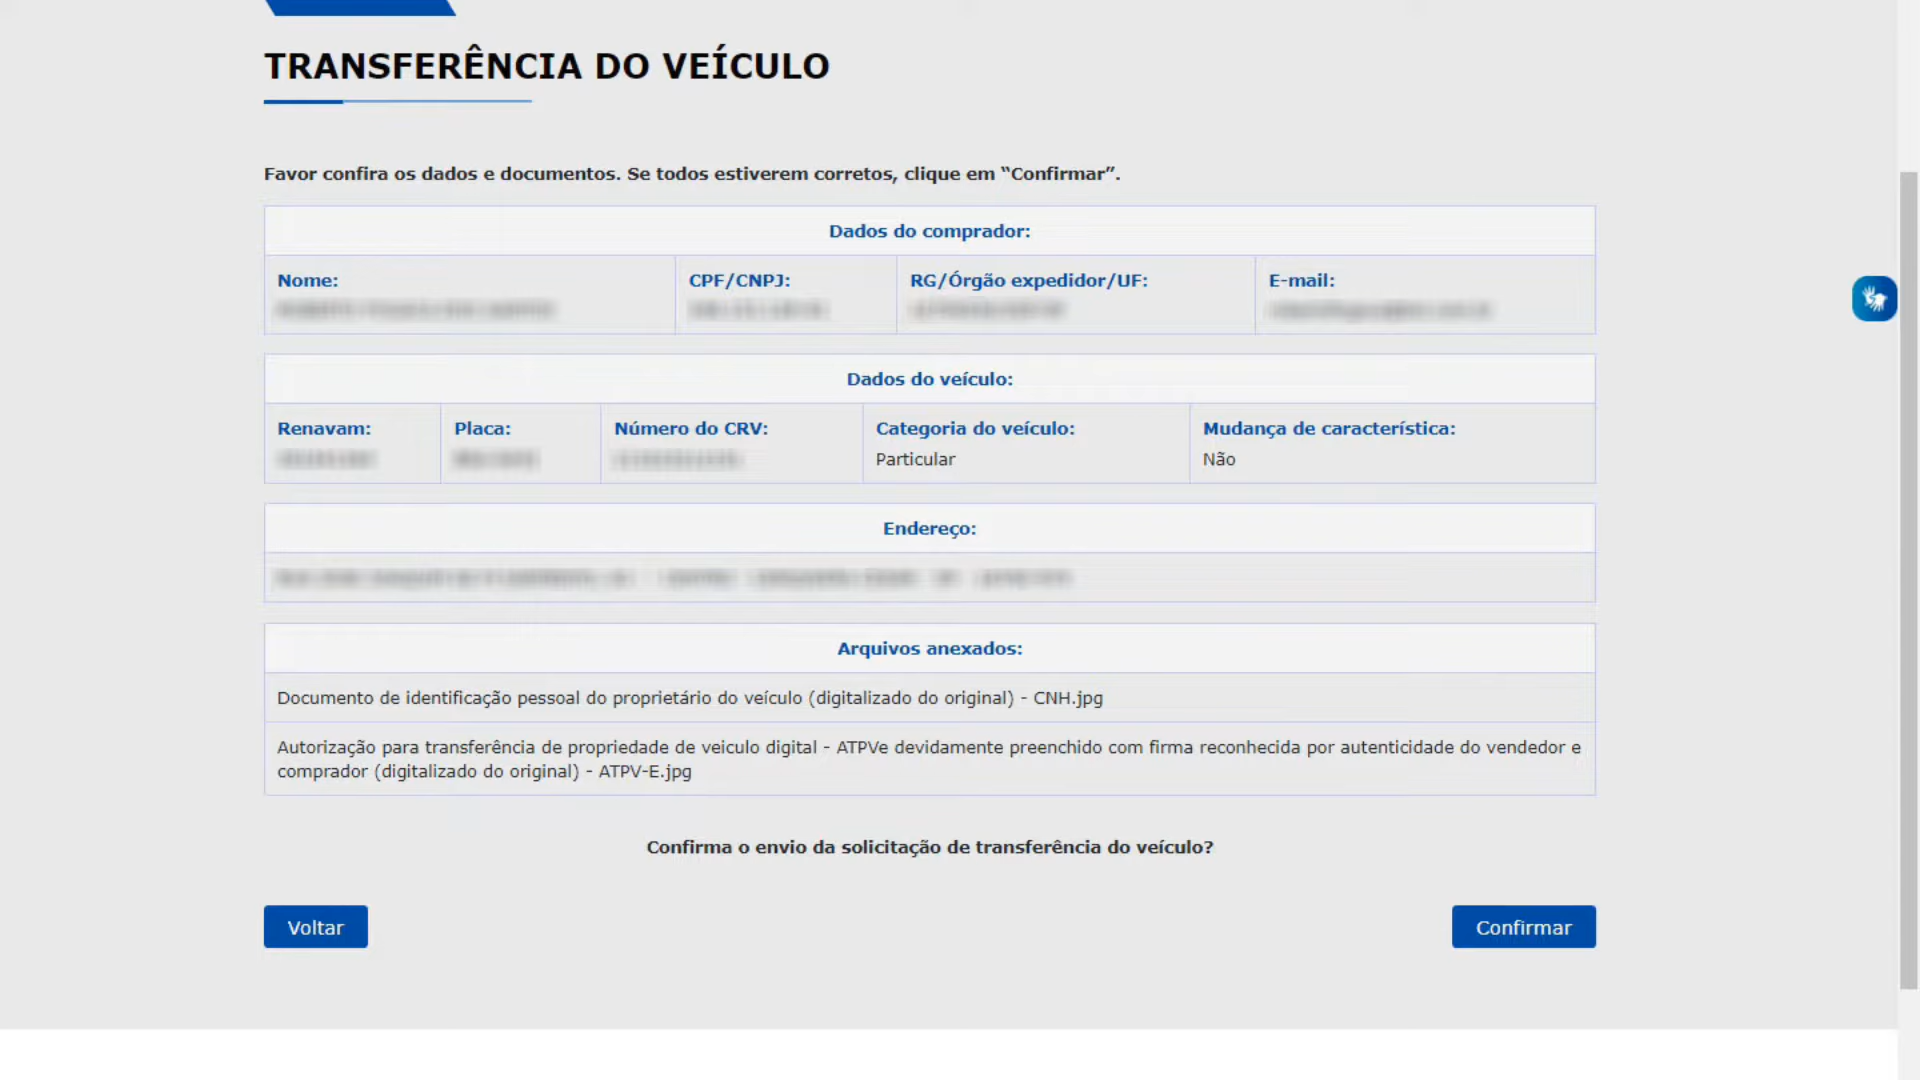 TRANSFERÊNCIA DO VEÍCULO
Favor confira os dados e documentos. Se todos estiverem corretos, clique em “Confirmar”.
Dados do comprador:
Nome: CPF/CNPJ: RG/Órgão expedidor/UF: E-mail:
Dados do veículo:
Renavam: Placa: Número do CRV: Categoria do veículo: Mudança de característica:
Particular Não
Endereço:
Arquivos anexados:
Documento de identificação pessoal do proprietário do veículo (digitalizado do original) - CNH.jpg
Autorização para transferência de propriedade de veiculo digital - ATPVe devidamente preenchido com firma reconhecida por autenticidade do vendedor e
comprador (digitalizado do original) - ATPV-E.jpg
Confirma o envio da solicitação de transferência do veículo?
Voltar Confirmar